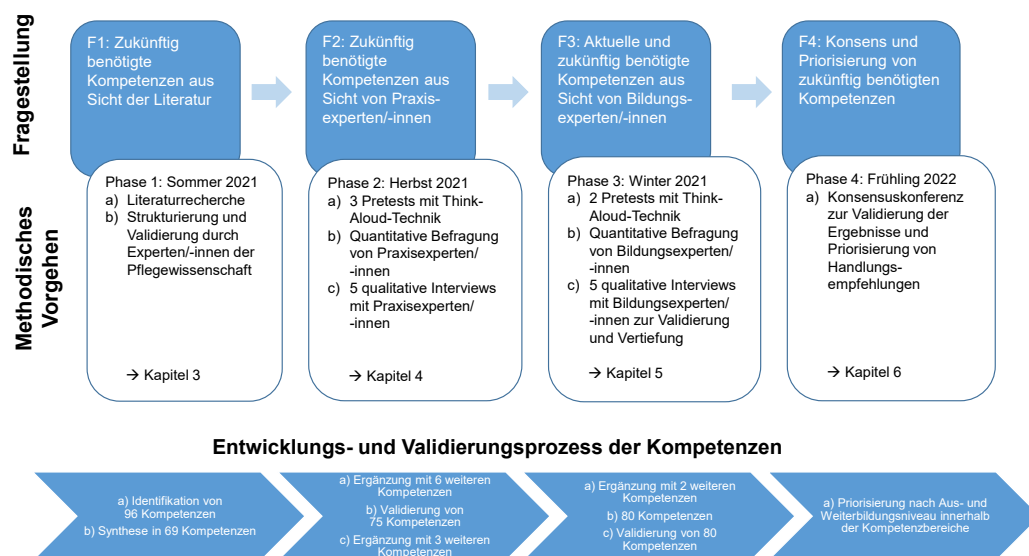 Fragestellung
F1: Zukünftig
benötigte
Kompetenzen aus
Sicht der Literatur
F2: Zukünftig
benötigte
Kompetenzen aus
Sicht von Praxis-
experten/-innen
F3: Aktuelle und
zukünftig benötigte
Kompetenzen aus
Sicht von Bildungs-
experten/-innen
F4: Konsens und
Priorisierung von
zukünftig benötigten
Kompetenzen
Methodisches
Vorgehen
Phase 1: Sommer 2021
a) Literaturrecherche
b) Strukturierung und
Validierung durch
Experten/-innen der
Pflegewissenschaft
→ Kapitel 3
Phase 2: Herbst 2021
a) 3 Pretests mit Think-
Aloud-Technik
b) Quantitative Befragung
von Praxisexperten/
-innen
c) 5 qualitative Interviews
mit Praxisexperten/
-innen
→ Kapitel 4
Phase 3: Winter 2021
a) 2 Pretests mit Think-
Aloud-Technik
b) Quantitative Befragung
von Bildungsexperten/
-innen
c) 5 qualitative Interviews
mit Bildungsexperten/
-innen zur Validierung
und Vertiefung
→ Kapitel 5
Phase 4: Frühling 2022
a) Konsensuskonferenz
zur Validierung der
Ergebnisse und
Priorisierung von
Handlungs-
empfehlungen
→ Kapitel 6
Entwicklungs- und Validierungsprozess der Kompetenzen
a) Identifikation von
96 Kompetenzen
b) Synthese in 69 Kompetenzen
a) Ergänzung mit 6 weiteren
Kompetenzen
b) Validierung von
75 Kompetenzen
c) Ergänzung mit 3 weiteren
Kompetenzen
a) Ergänzung mit 2 weiteren
Kompetenzen
b) 80 Kompetenzen
c) Validierung von 80
Kompetenzen
a) Priorisierung nach Aus- und
Weiterbildungsniveau innerhalb
der Kompetenzbereiche